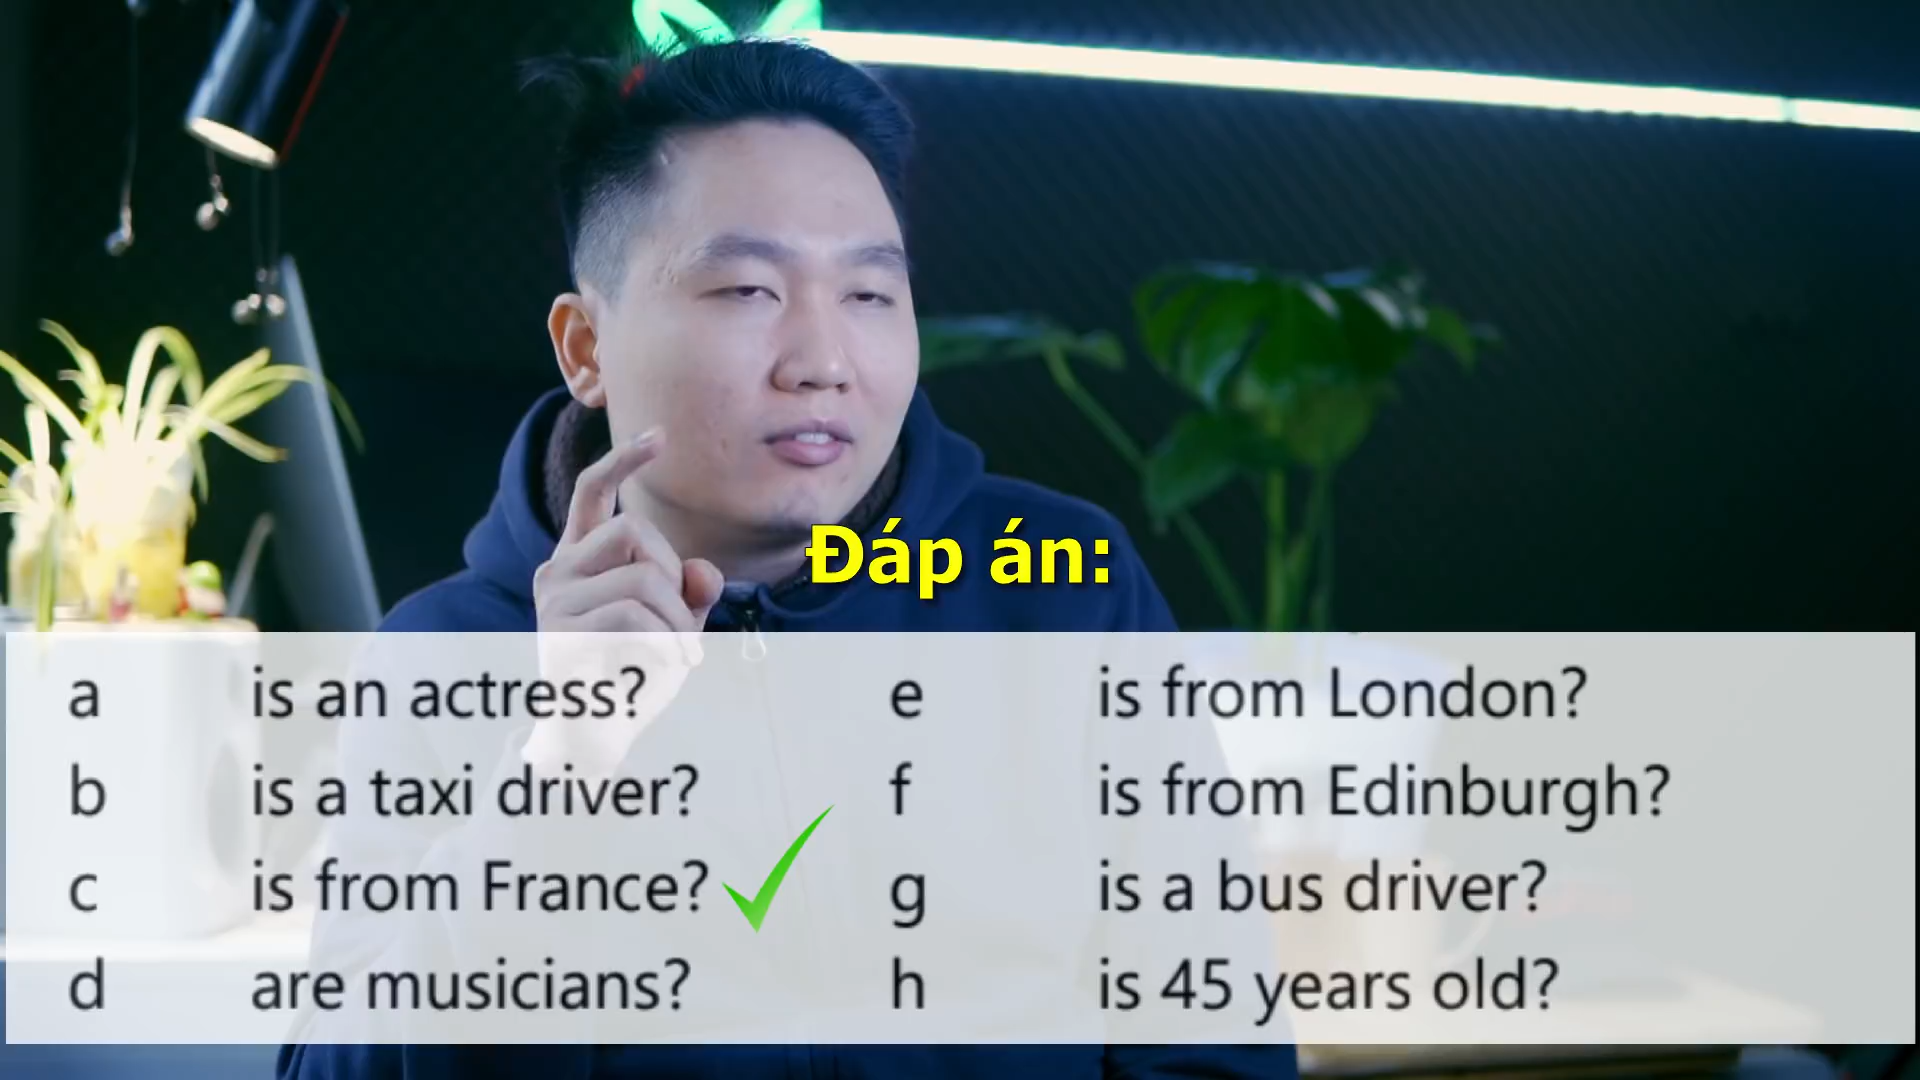 Đáp án:
a is an actress? e is from London?
b is a taxi driver? f is from Edinburgh?
c is from France? g is a bus driver?
d are musicians? h is 45 years old?